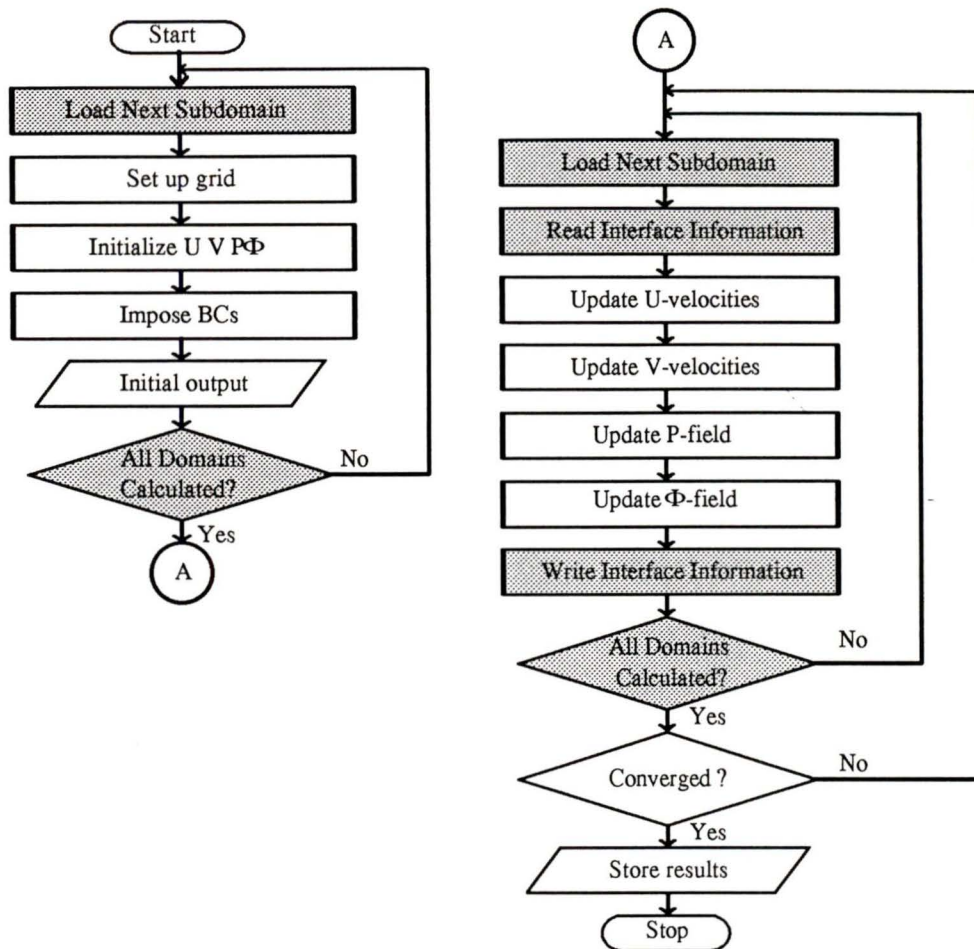 Start
Load Next Subdomain
Set up grid
Initialize U V PΦ
Impose BCs
Initial output
All Domains
Calculated?
No
Yes
A
A
Load Next Subdomain
Read Interface Information
Update U-velocities
Update V-velocities
Update P-field
Update Φ-field
Write Interface Information
All Domains
Calculated?
No
Yes
Converged ?
No
Yes
Store results
Stop